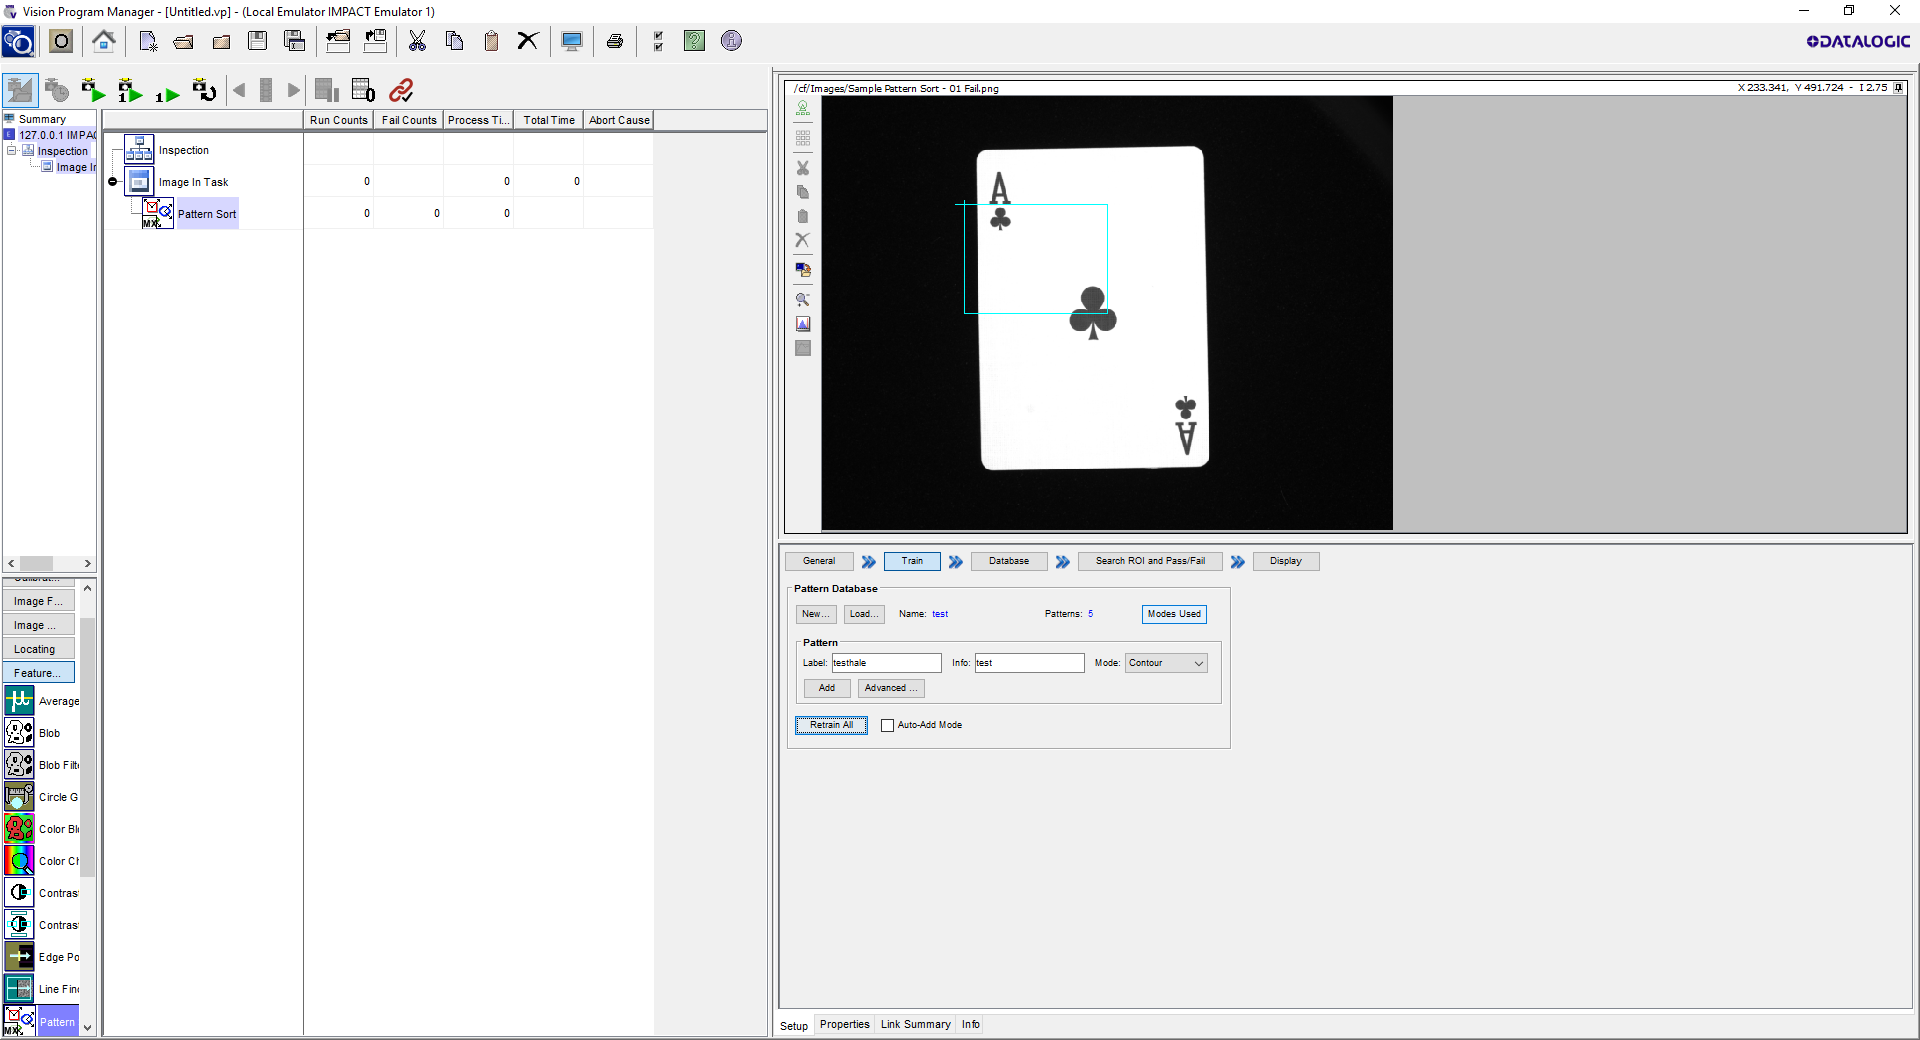 Vision Program Manager - [Untitled.vp] - (Local Emulator IMPACT Emulator 1)
DATALOGIC
Summary
127.0.0.1 IMPAC
Inspection
Image In
Run Counts Fail Counts Process Ti... Total Time Abort Cause
Inspection
Image In Task 0 0 0
Pattern Sort 0 0 0
/cf/Images/Sample Pattern Sort - 01 Fail.png
X 233.341, Y 491.724 - I 2.75
A
A
Image F...
Image ...
Locating
Feature...
Average
Blob
Blob Filt
Circle G
Color Bl
Color Ch
Contras
Contras
Edge Po
Line Fin
Pattern
General Train Database Search ROI and Pass/Fail Display
Pattern Database
New... Load... Name: test Patterns: 5 Modes Used
Pattern
Label: testhale Info: test Mode: Contour
Add Advanced ...
Retrain All Auto-Add Mode
Setup Properties Link Summary Info